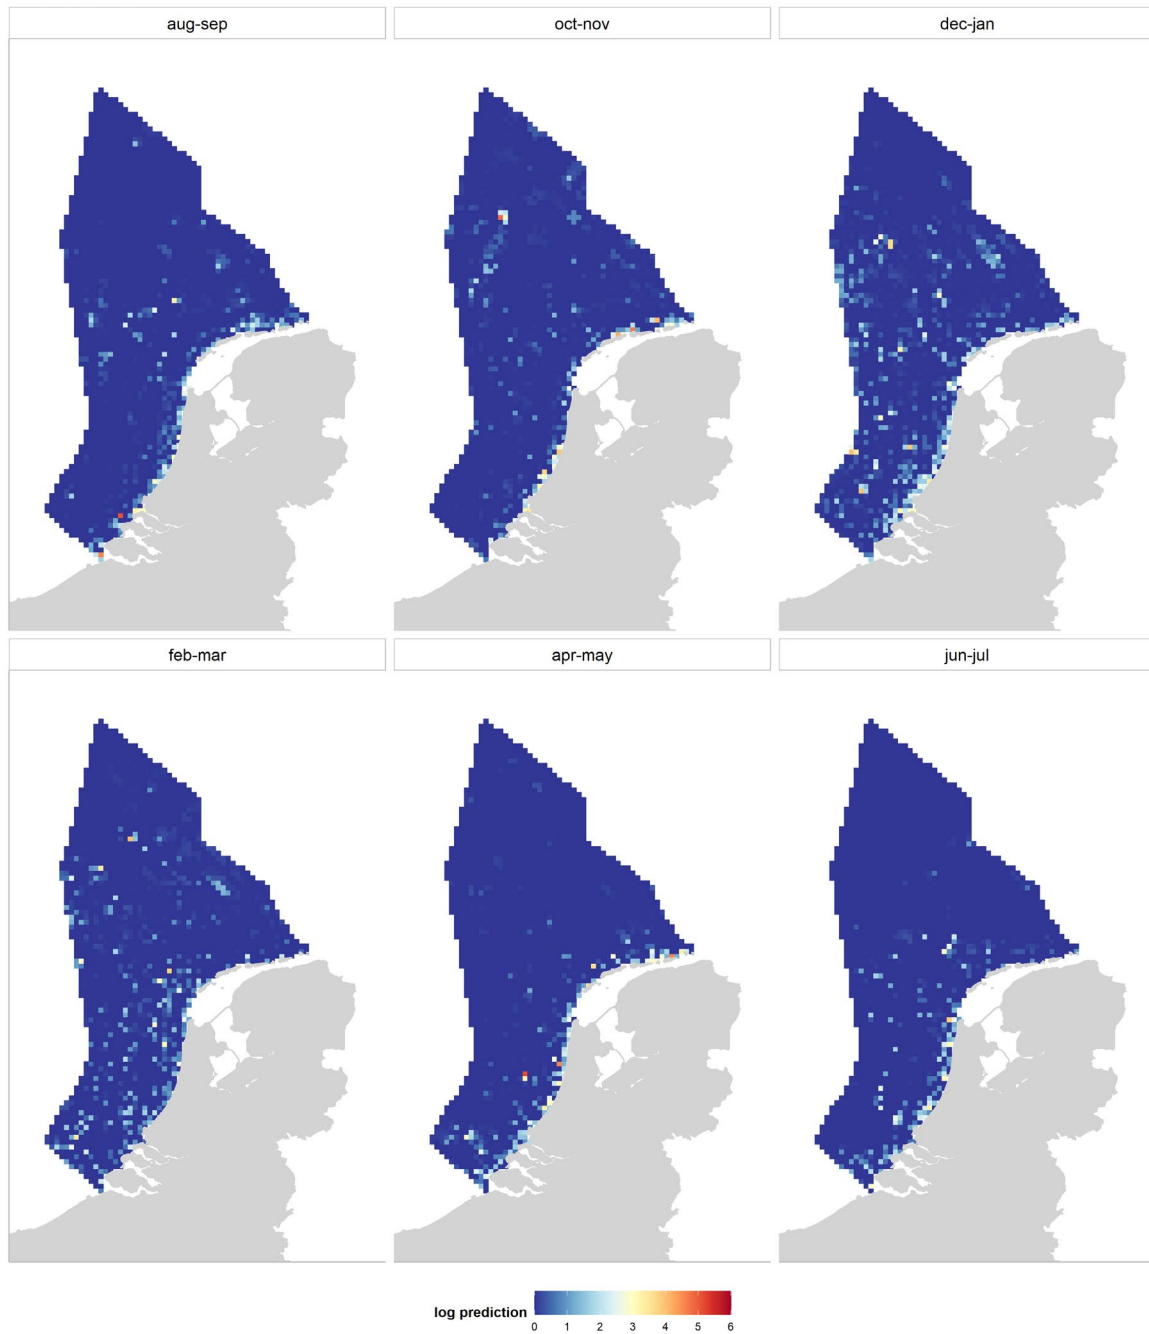 aug-sep
oct-nov
dec-jan
feb-mar
apr-may
jun-jul
log prediction
0 1 2 3 4 5 6